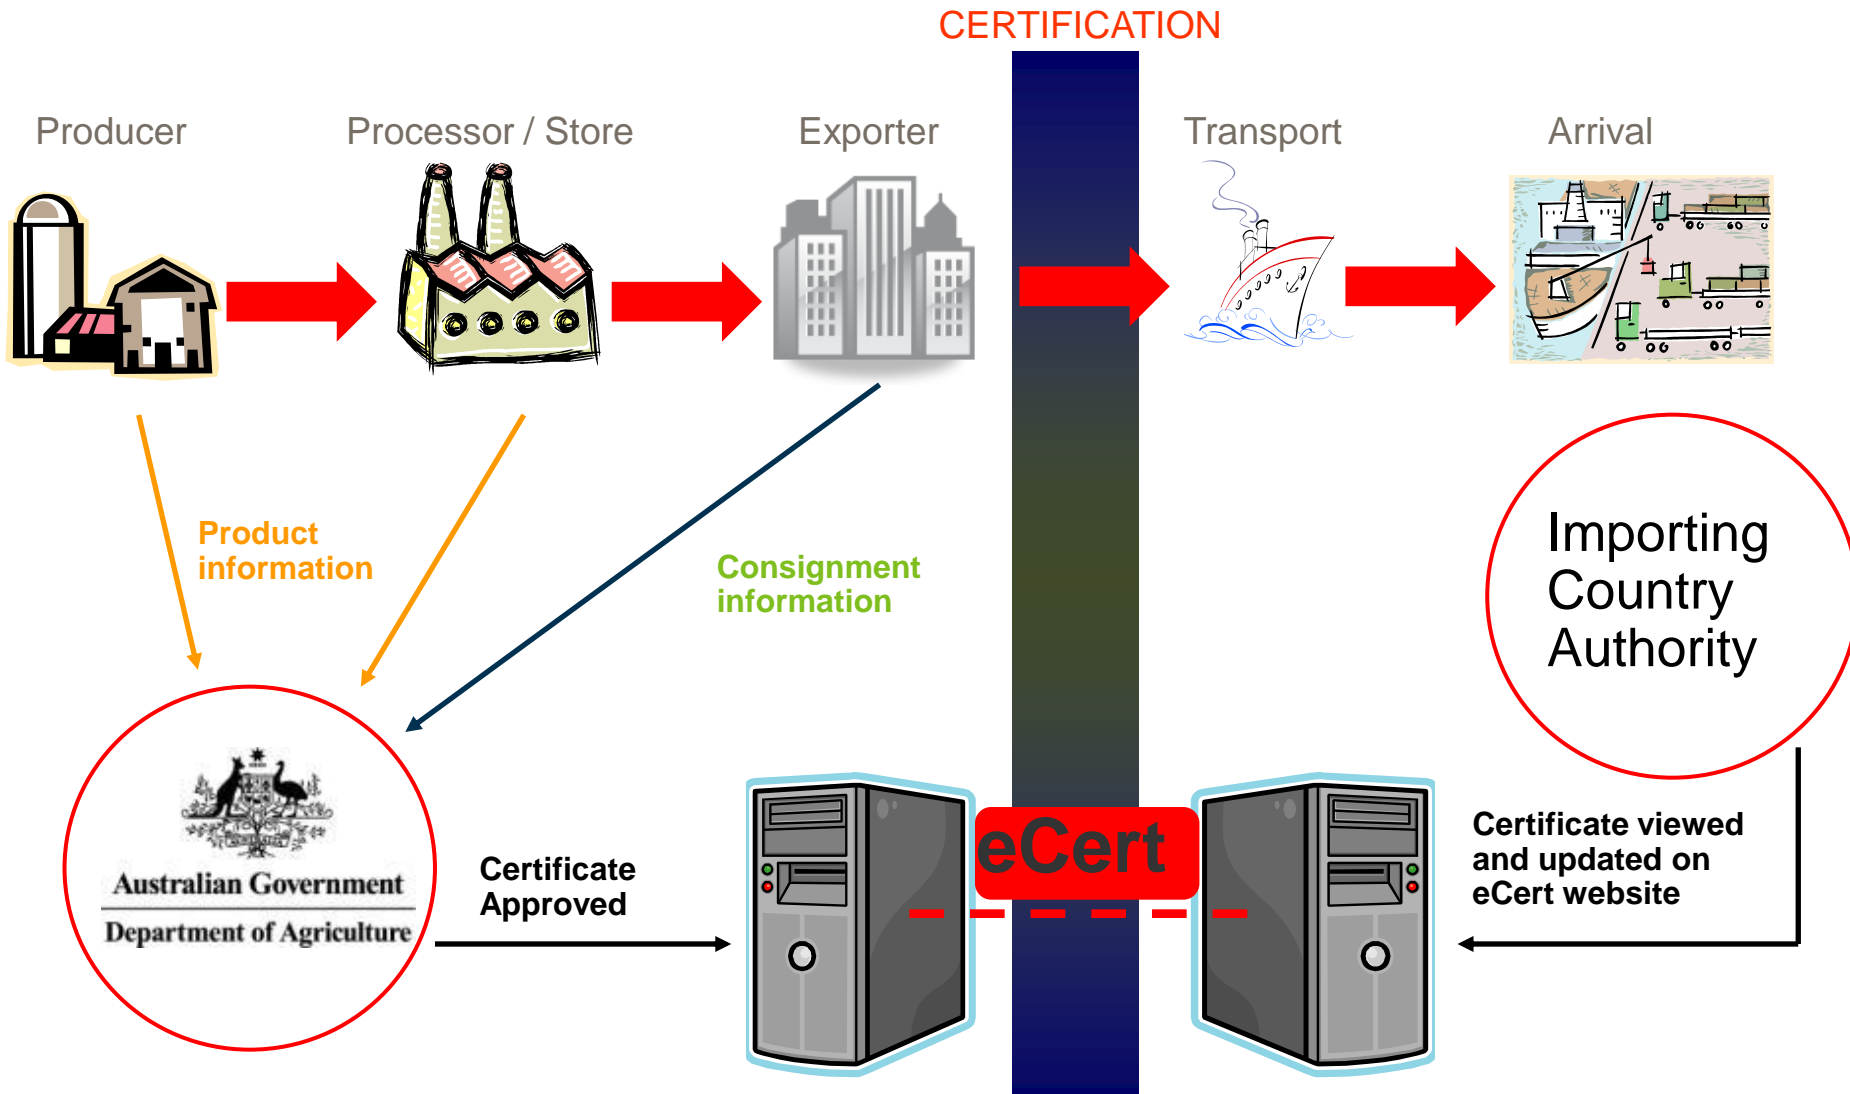 CERTIFICATION
Producer
Processor / Store
Exporter
Transport
Arrival
Product
information
Consignment
information
Importing
Country
Authority
Australian Government
Department of Agriculture
Certificate
Approved
eCert
Certificate viewed
and updated on
eCert website